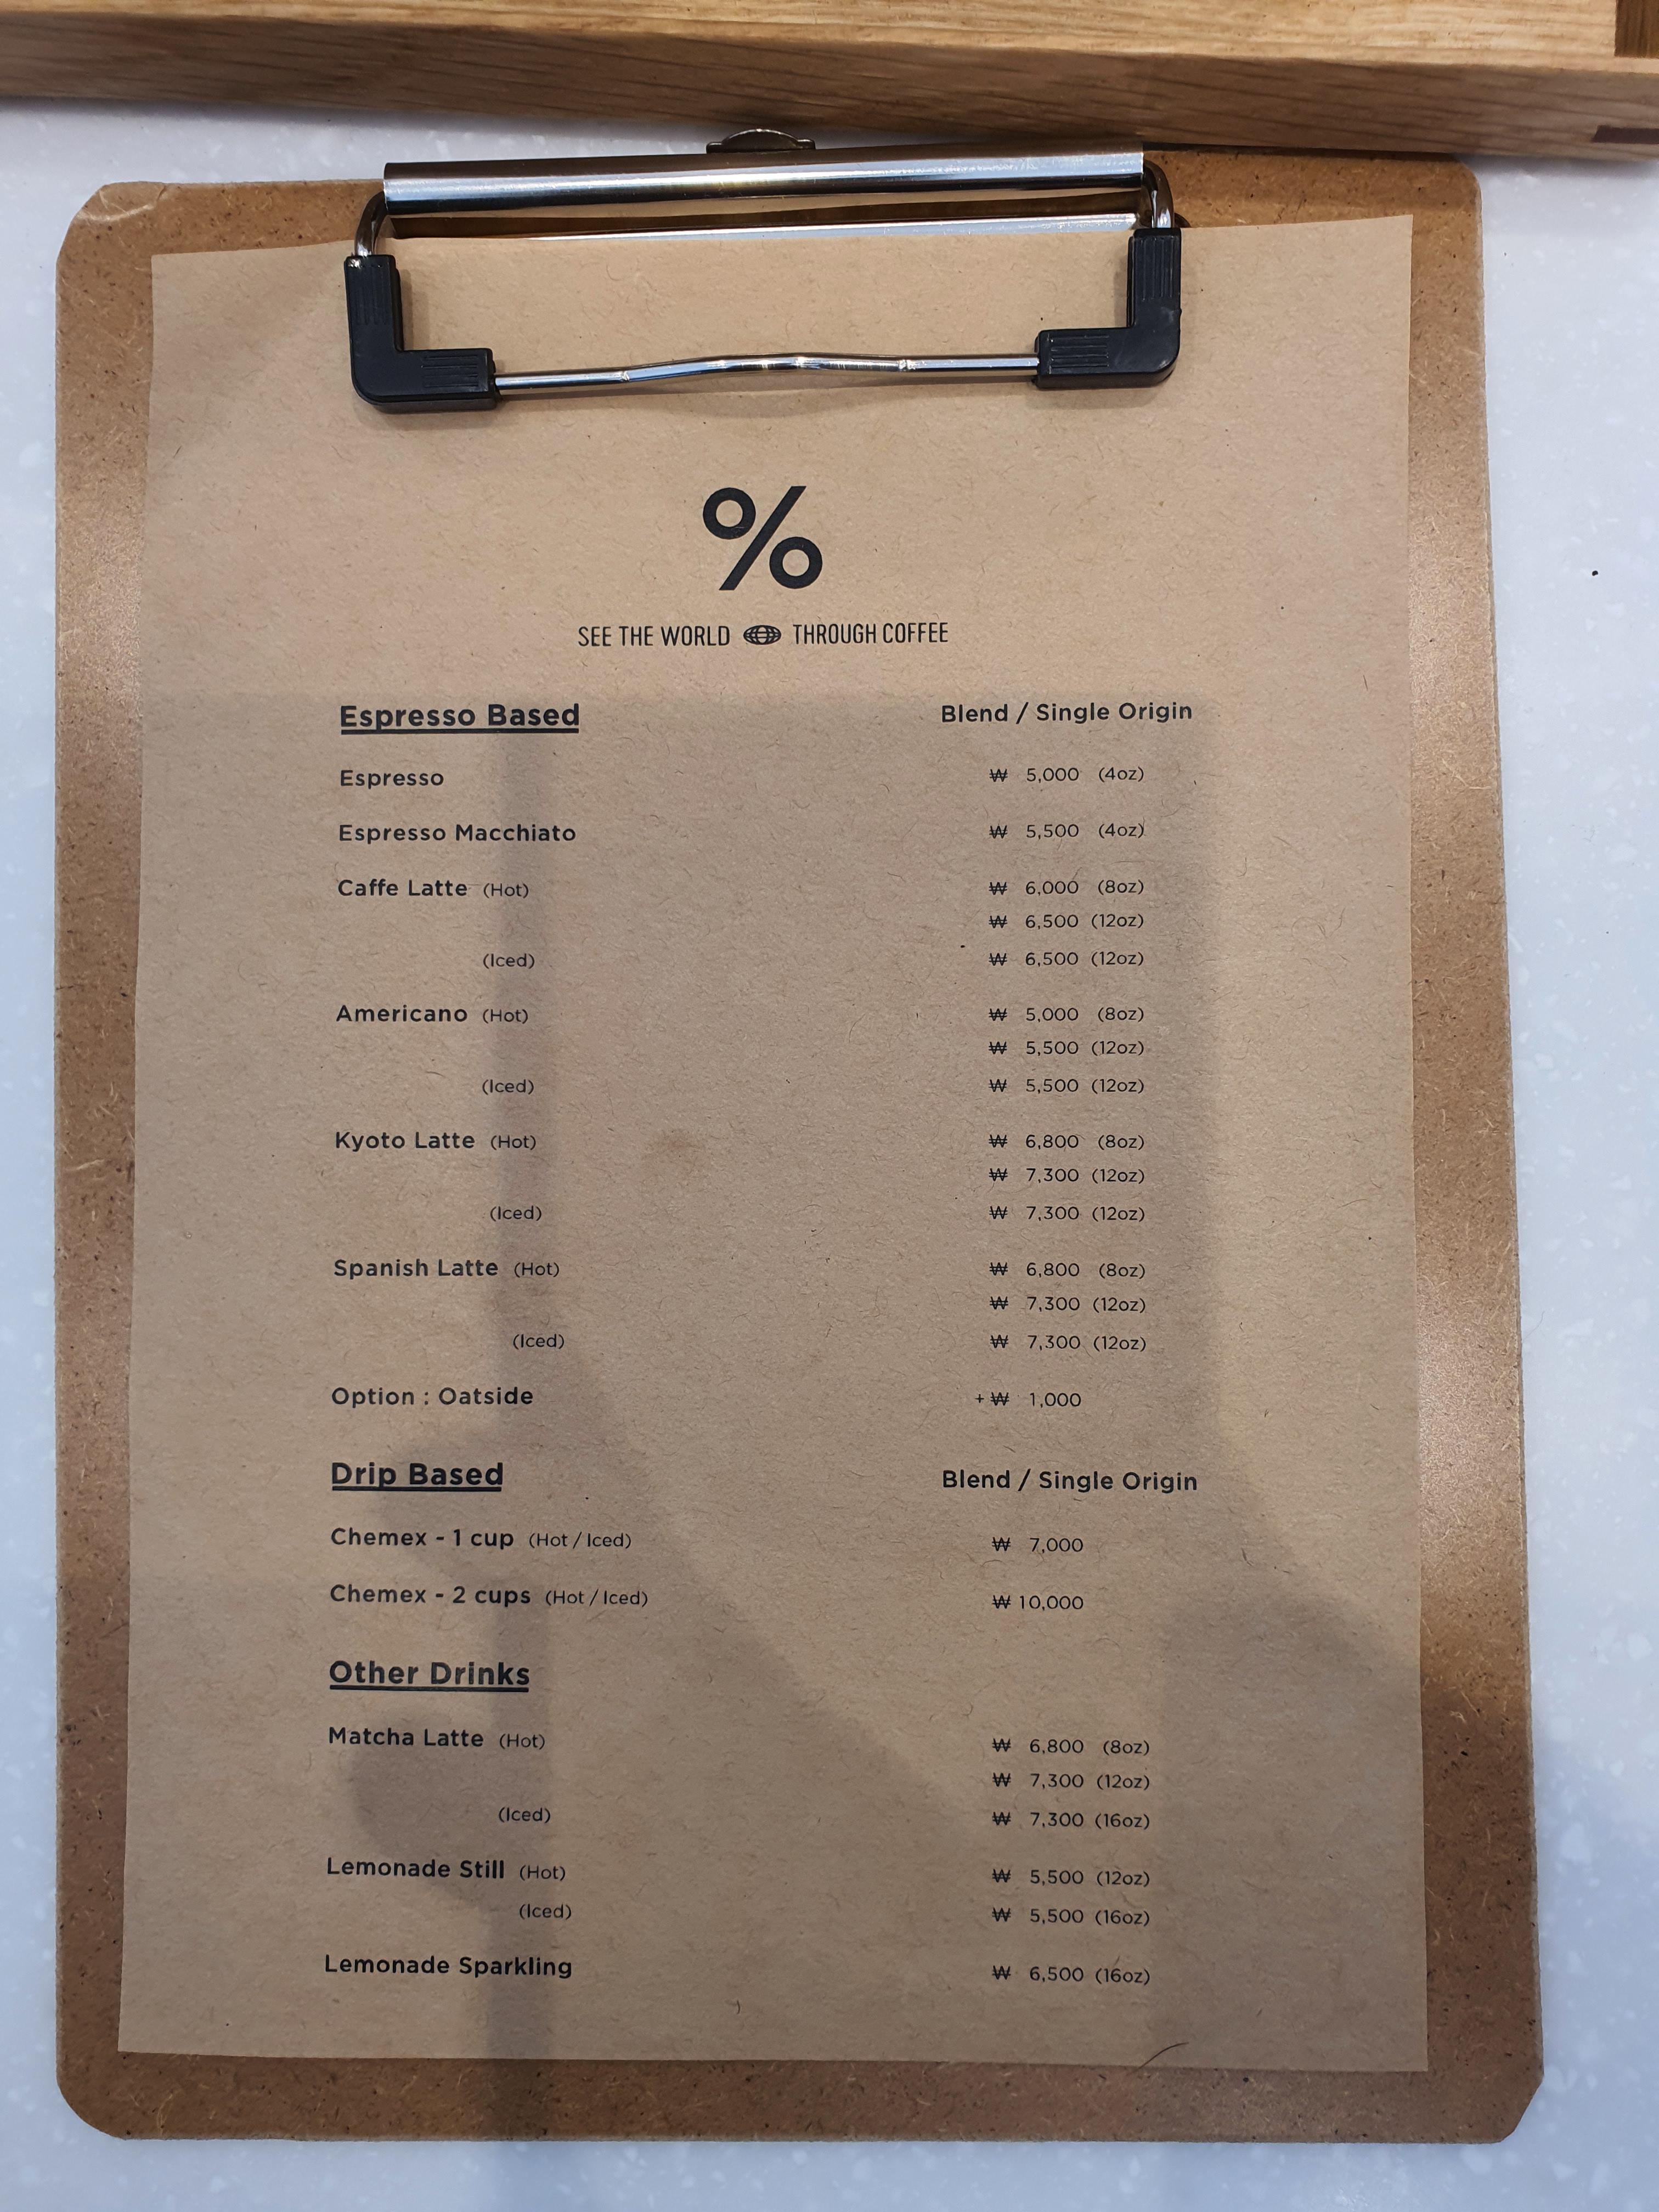 %
SEE THE WORLD THROUGH COFFEE
Espresso Based Blend / Single Origin
Espresso ₩ 5,000 (4oz)
Espresso Macchiato ₩ 5,500 (4oz)
Caffe Latte (Hot) ₩ 6,000 (8oz)
₩ 6,500 (12oz)
(Iced) ₩ 6,500 (12oz)
Americano (Hot) ₩ 5,000 (8oz)
₩ 5,500 (12oz)
(Iced) ₩ 5,500 (12oz)
Kyoto Latte (Hot) ₩ 6,800 (8oz)
₩ 7,300 (12oz)
(Iced) ₩ 7,300 (12oz)
Spanish Latte (Hot) ₩ 6,800 (8oz)
₩ 7,300 (12oz)
(Iced) ₩ 7,300 (12oz)
Option : Oatside +₩ 1,000
Drip Based Blend / Single Origin
Chemex - 1 cup (Hot / Iced) ₩ 7,000
Chemex - 2 cups (Hot / Iced) ₩ 10,000
Other Drinks
Matcha Latte (Hot) ₩ 6,800 (8oz)
₩ 7,300 (12oz)
(Iced) ₩ 7,300 (16oz)
Lemonade Still (Hot) ₩ 5,500 (12oz)
(Iced) ₩ 5,500 (16oz)
Lemonade Sparkling ₩ 6,500 (16oz)